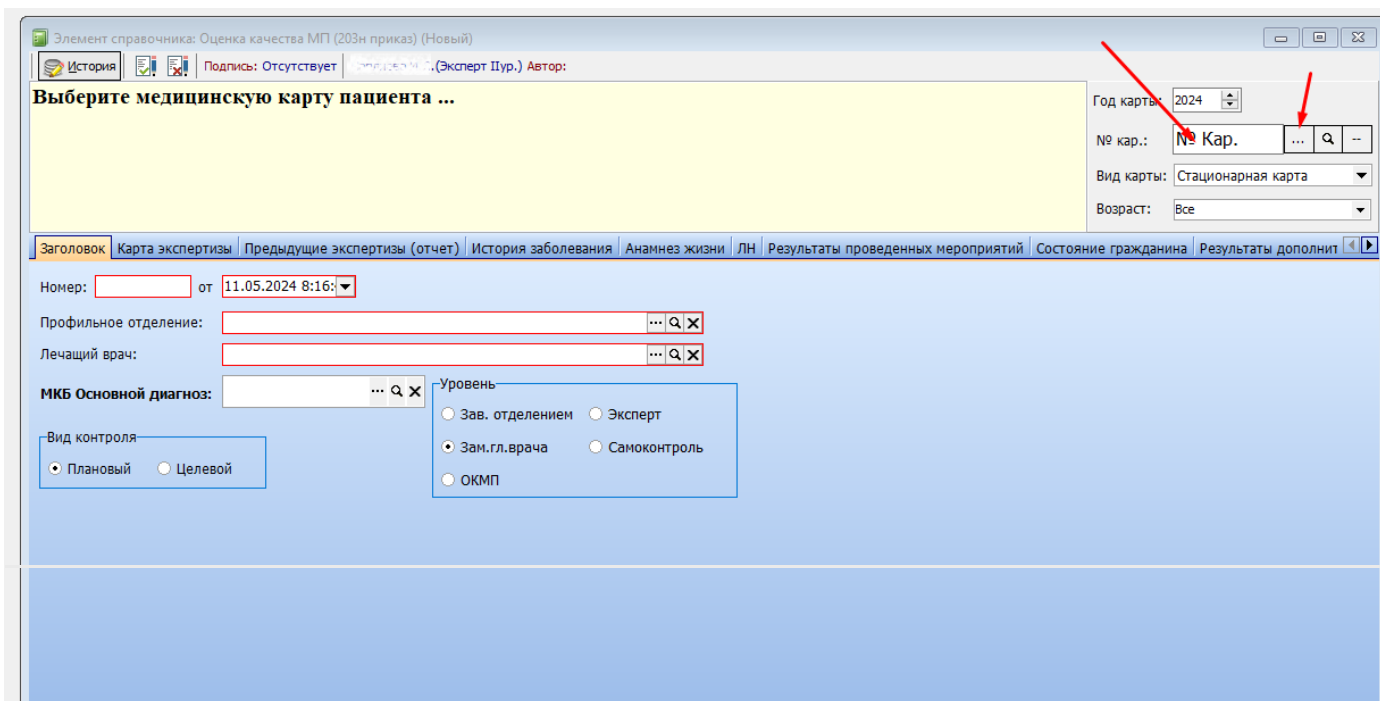 Элемент справочника: Оценка качества МП (203н приказ) (Новый)
История Подпись: Отсутствует .(Эксперт IIур.) Автор:
Выберите медицинскую карту пациента ...
Год карты: 2024
№ кар.: № Кар. ... --
Вид карты: Стационарная карта
Возраст: Все
Заголовок Карта экспертизы Предыдущие экспертизы (отчет) История заболевания Анамнез жизни ЛН Результаты проведенных мероприятий Состояние гражданина Результаты дополнит
Номер: от 11.05.2024 8:16:
Профильное отделение: ...
Лечащий врач: ...
МКБ Основной диагноз: ...
Уровень
Зав. отделением Эксперт
Зам.гл.врача Самоконтроль
ОКМП
Вид контроля
Плановый Целевой